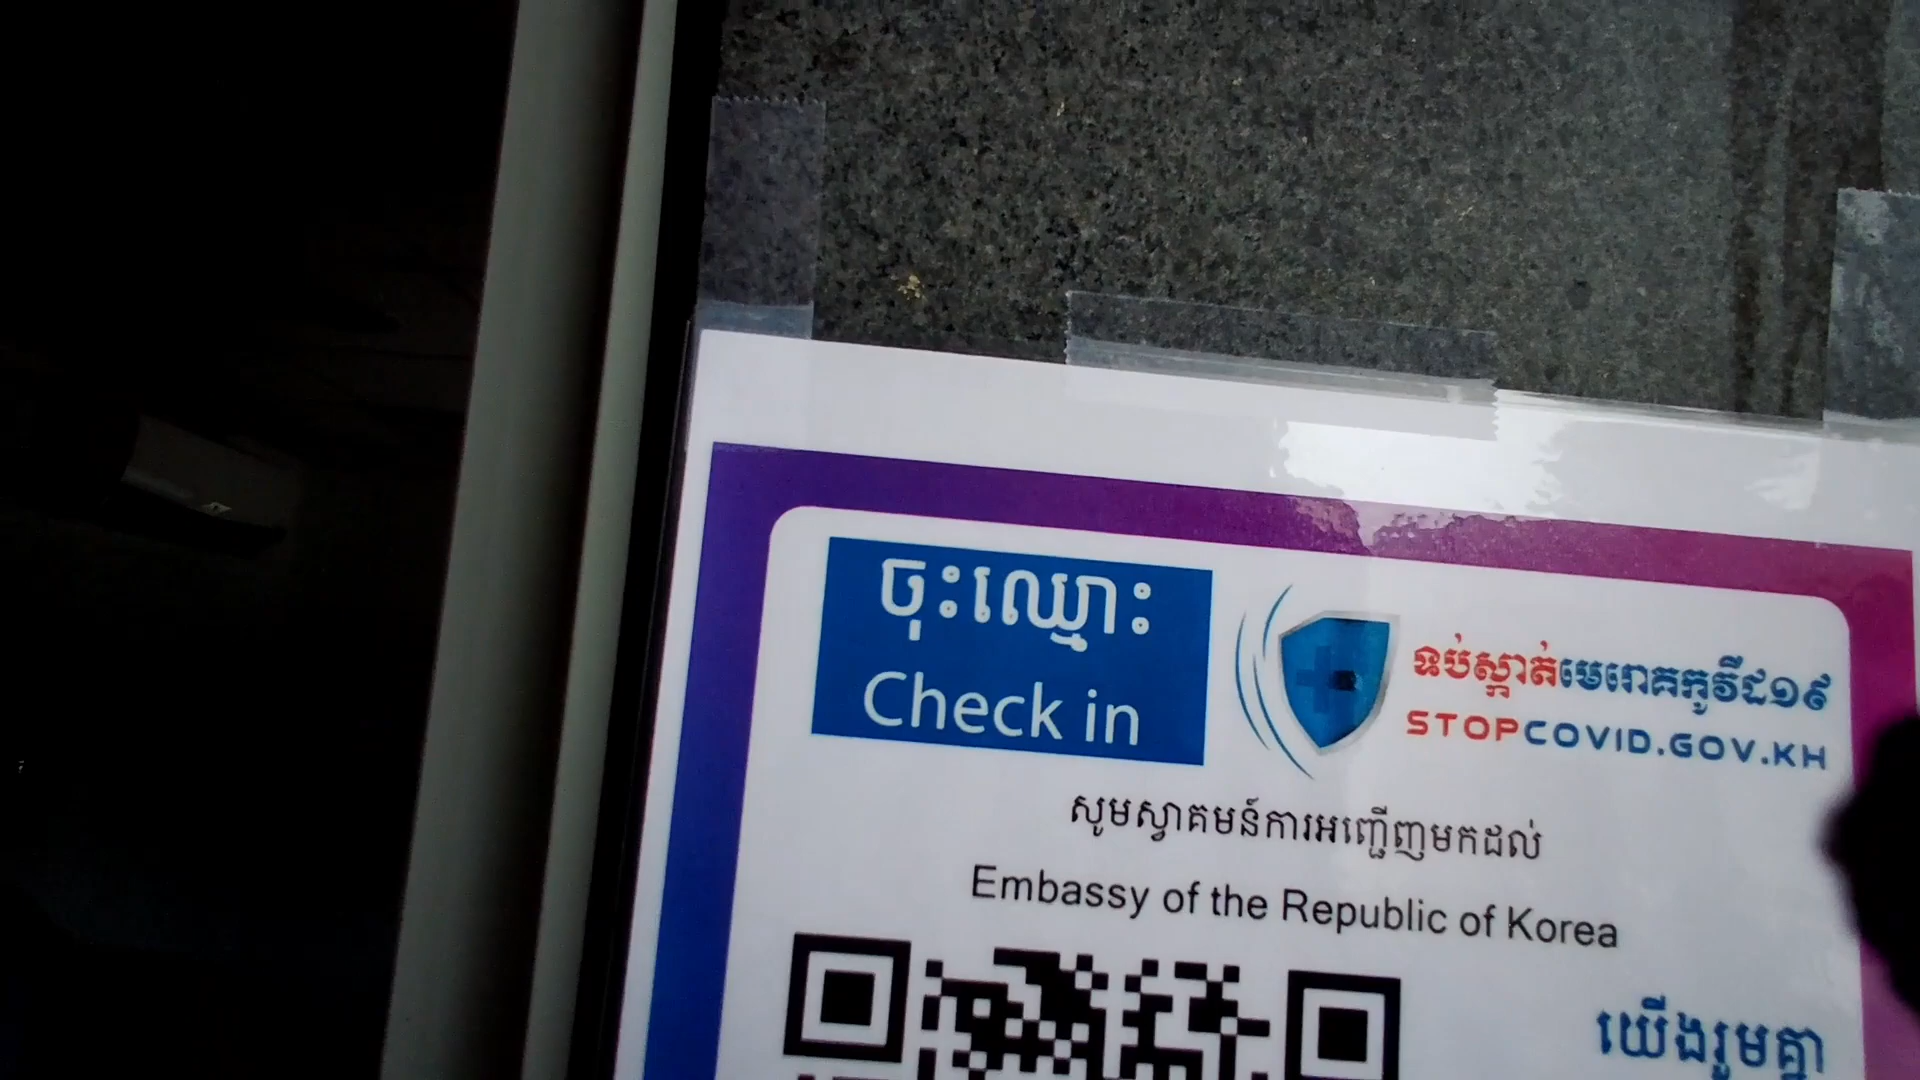 ចុះឈ្មោះ
Check in
ទប់ស្កាត់មេរោគកូវីដ១៩
STOPCOVID.GOV.KH
សូមស្វាគមន៍ការអញ្ជើញមកដល់
Embassy of the Republic of Korea
យើងរួមគ្នា